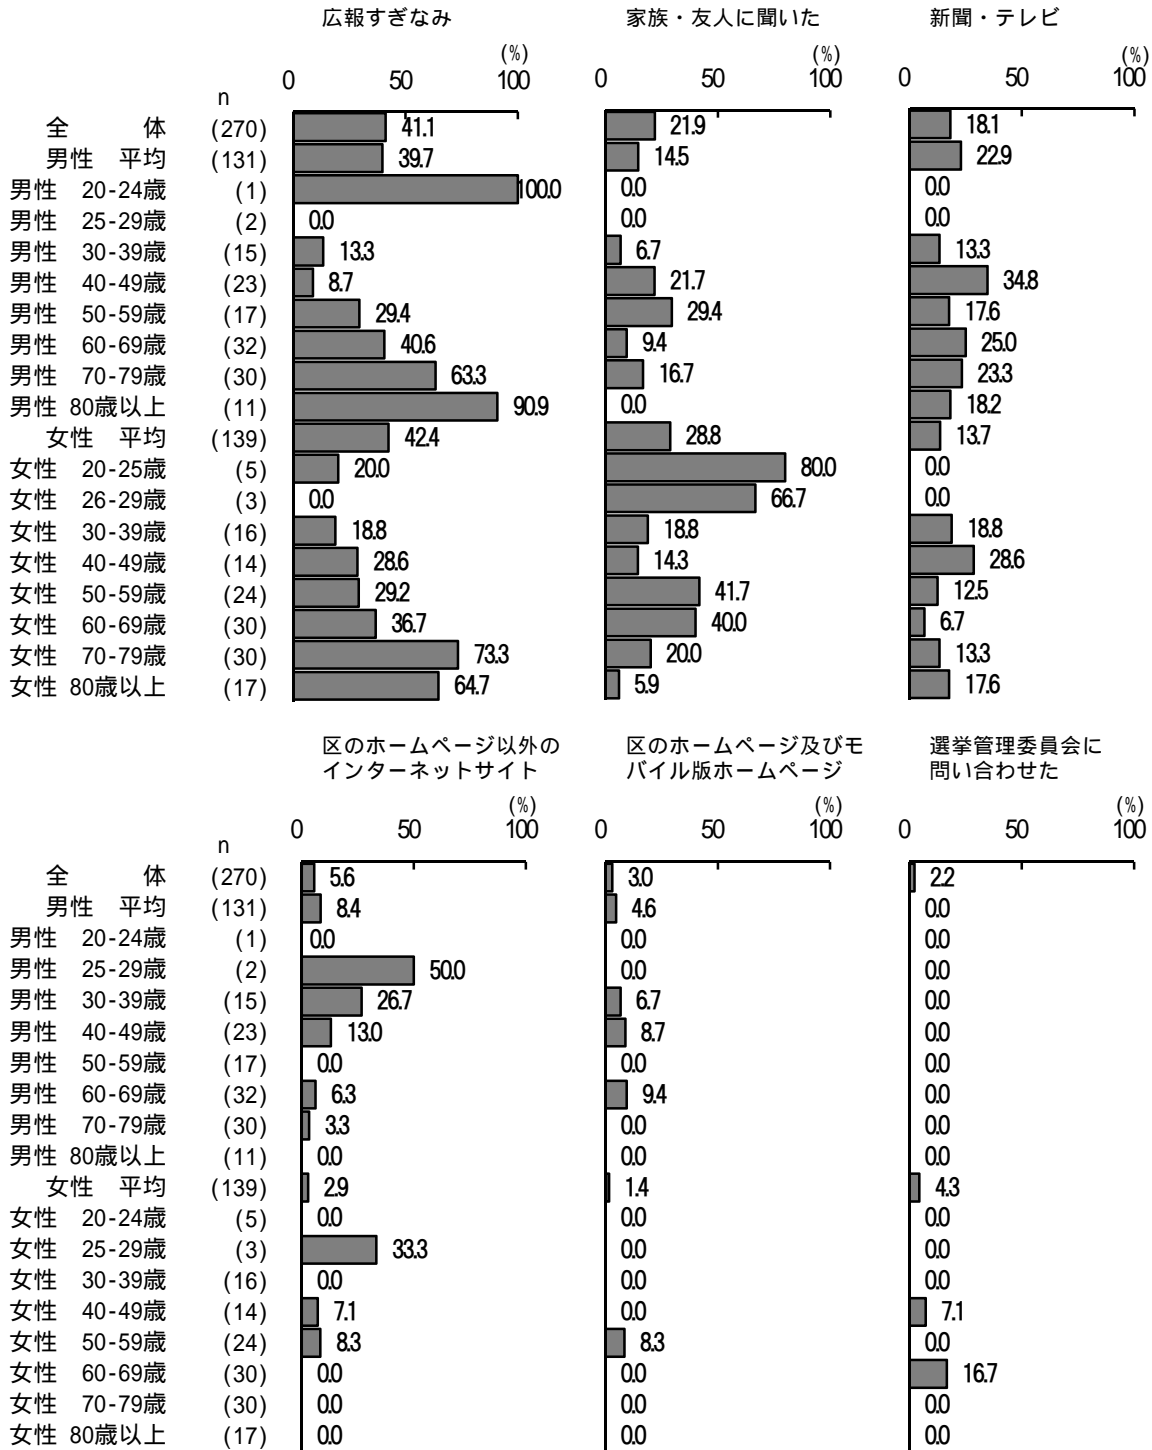 広報すぎなみ 家族・友人に聞いた 新聞・テレビ
(%) (%) (%)
0 50 100 0 50 100 0 50 100
n
全 体 (270) 41.1 21.9 18.1
男性 平均 (131) 39.7 14.5 22.9
男性 20-24歳 (1) 100.0 0.0 0.0
男性 25-29歳 (2) 0.0 0.0 0.0
男性 30-39歳 (15) 13.3 6.7 13.3
男性 40-49歳 (23) 8.7 21.7 34.8
男性 50-59歳 (17) 29.4 29.4 17.6
男性 60-69歳 (32) 40.6 9.4 25.0
男性 70-79歳 (30) 63.3 16.7 23.3
男性 80歳以上 (11) 90.9 0.0 18.2
女性 平均 (139) 42.4 28.8 13.7
女性 20-25歳 (5) 20.0 80.0 0.0
女性 26-29歳 (3) 0.0 66.7 0.0
女性 30-39歳 (16) 18.8 18.8 18.8
女性 40-49歳 (14) 28.6 14.3 28.6
女性 50-59歳 (24) 29.2 41.7 12.5
女性 60-69歳 (30) 36.7 40.0 6.7
女性 70-79歳 (30) 73.3 20.0 13.3
女性 80歳以上 (17) 64.7 5.9 17.6
区のホームページ以外の 区のホームページ及びモ 選挙管理委員会に
インターネットサイト バイル版ホームページ 問い合わせた
(%) (%) (%)
0 50 100 0 50 100 0 50 100
n
全 体 (270) 5.6 3.0 2.2
男性 平均 (131) 8.4 4.6 0.0
男性 20-24歳 (1) 0.0 0.0 0.0
男性 25-29歳 (2) 50.0 0.0 0.0
男性 30-39歳 (15) 26.7 6.7 0.0
男性 40-49歳 (23) 13.0 8.7 0.0
男性 50-59歳 (17) 0.0 0.0 0.0
男性 60-69歳 (32) 6.3 9.4 0.0
男性 70-79歳 (30) 3.3 0.0 0.0
男性 80歳以上 (11) 0.0 0.0 0.0
女性 平均 (139) 2.9 1.4 4.3
女性 20-24歳 (5) 0.0 0.0 0.0
女性 25-29歳 (3) 33.3 0.0 0.0
女性 30-39歳 (16) 0.0 0.0 0.0
女性 40-49歳 (14) 7.1 0.0 7.1
女性 50-59歳 (24) 8.3 8.3 0.0
女性 60-69歳 (30) 0.0 0.0 16.7
女性 70-79歳 (30) 0.0 0.0 0.0
女性 80歳以上 (17) 0.0 0.0 0.0